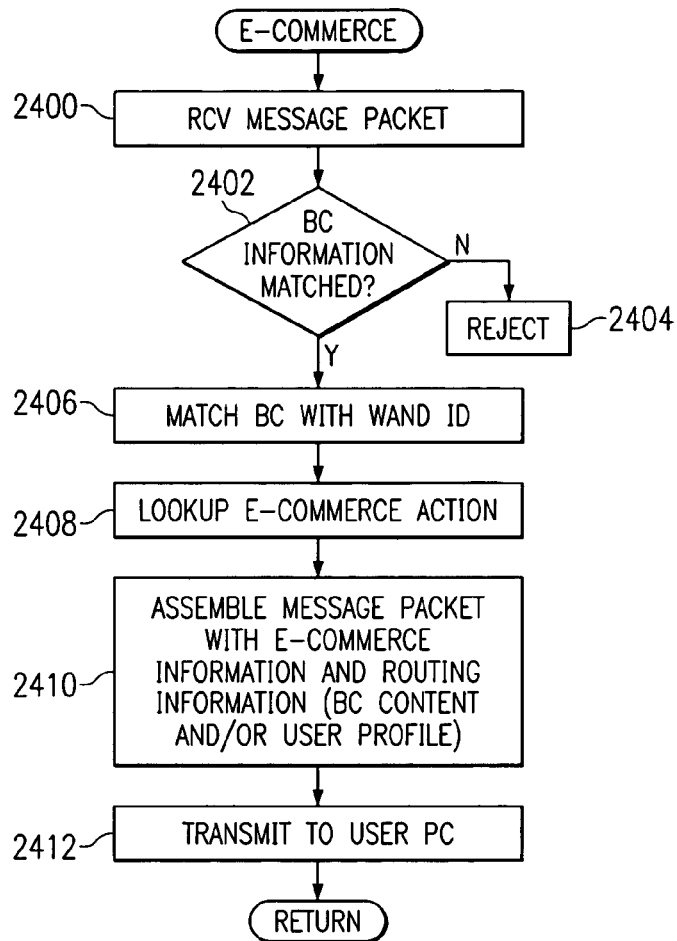 E-COMMERCE
2400
RCV MESSAGE PACKET
2402
BC
INFORMATION
MATCHED?
N
REJECT
2404
Y
2406
MATCH BC WITH WAND ID
2408
LOOKUP E-COMMERCE ACTION
2410
ASSEMBLE MESSAGE PACKET
WITH E-COMMERCE
INFORMATION AND ROUTING
INFORMATION (BC CONTENT
AND/OR USER PROFILE)
2412
TRANSMIT TO USER PC
RETURN